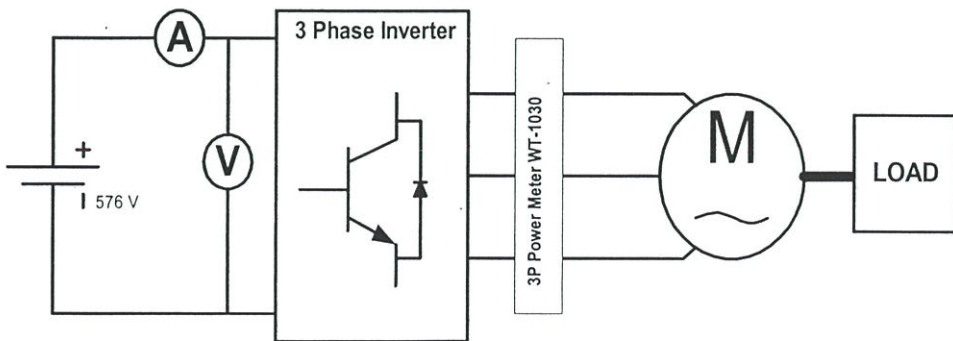 A
3 Phase Inverter
V
+
576 V
3P Power Meter WT-1030
M
LOAD